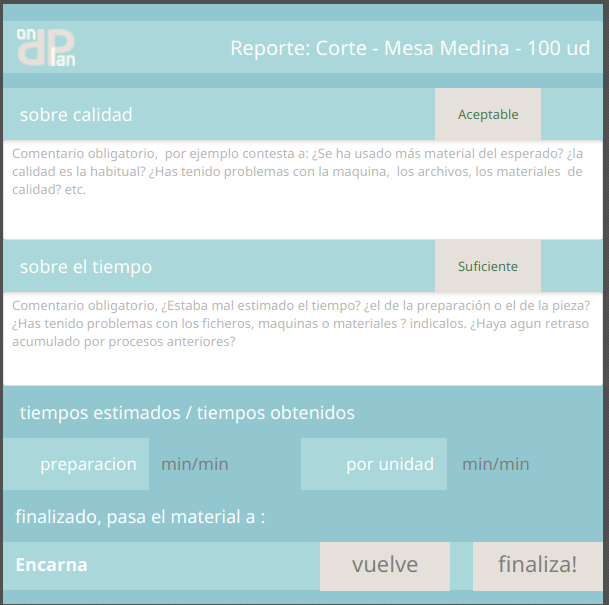 on
P
lan
Reporte: Corte - Mesa Medina - 100 ud
sobre calidad
Aceptable
Comentario obligatorio, por ejemplo contesta a: ¿Se ha usado más material del esperado? ¿la
calidad es la habitual? ¿Has tenido problemas con la maquina, los archivos, los materiales de
calidad? etc.
sobre el tiempo
Suficiente
Comentario obligatorio, ¿Estaba mal estimado el tiempo? ¿el de la preparación o el de la pieza?
¿Has tenido problemas con los ficheros, maquinas o materiales ? indicalos. ¿Haya agun retraso
acumulado por procesos anteriores?
tiempos estimados / tiempos obtenidos
preparacion min/min por unidad min/min
finalizado, pasa el material a :
Encarna vuelve finaliza!